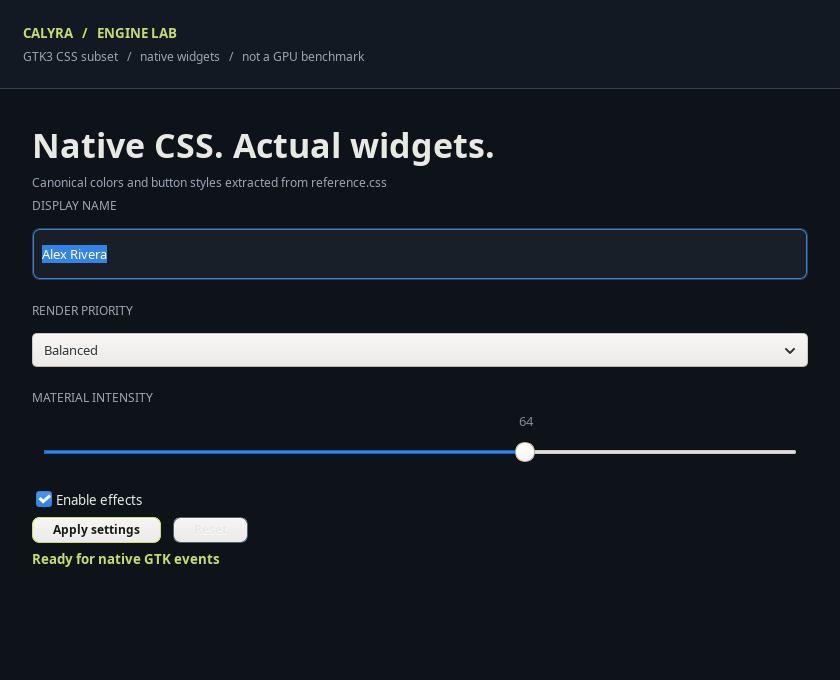 CALYRA / ENGINE LAB
GTK3 CSS subset / native widgets / not a GPU benchmark
Native CSS. Actual widgets.
Canonical colors and button styles extracted from reference.css
DISPLAY NAME
Alex Rivera
RENDER PRIORITY
Balanced
MATERIAL INTENSITY
64
Enable effects
Apply settings
Reset
Ready for native GTK events